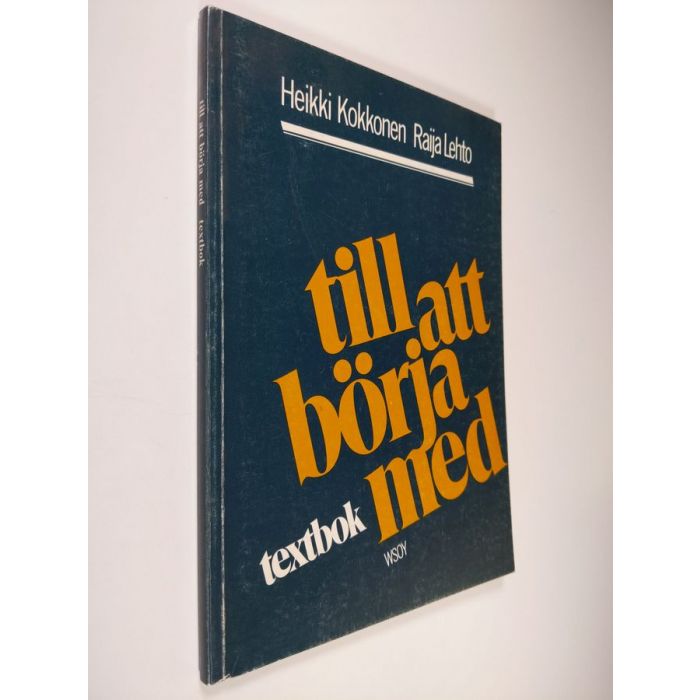 till att börja med textbok
Heikki Kokkonen Raija Lehto
till att
börja
med
textbok
WSOY